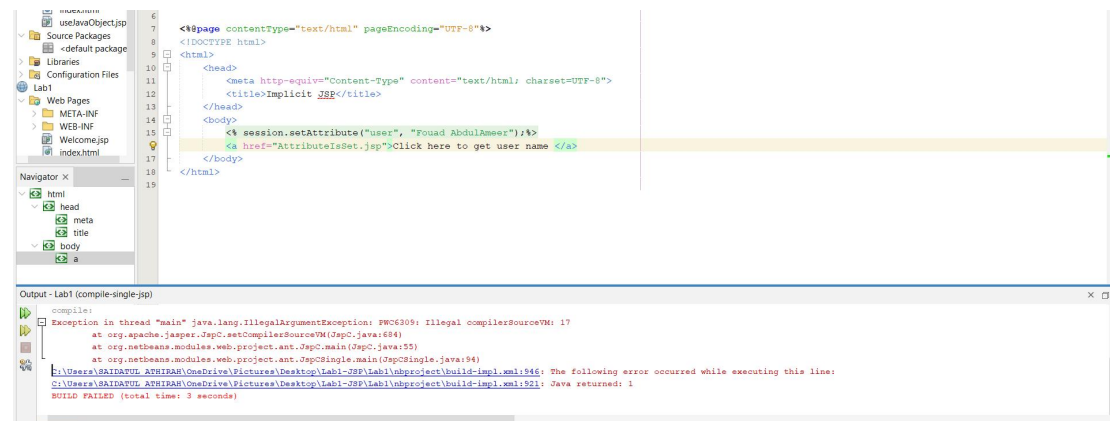 index.html
useJavaObject.jsp
Source Packages
<default package
Libraries
Configuration Files
Lab1
Web Pages
META-INF
WEB-INF
Welcome.jsp
index.html
Navigator ×
html
head
meta
title
body
a
6
7 <%@page contentType="text/html" pageEncoding="UTF-8"%>
8 <!DOCTYPE html>
9 <html>
10 <head>
11 <meta http-equiv="Content-Type" content="text/html; charset=UTF-8">
12 <title>Implicit JSP</title>
13 </head>
14 <body>
15 <% session.setAttribute("user", "Fouad AbdulAmeer");%>
<a href="AttributeIsSet.jsp">Click here to get user name </a>
17 </body>
18 </html>
19
Output - Lab1 (compile-single-jsp)
compile:
Exception in thread "main" java.lang.IllegalArgumentException: PWC6309: Illegal compilerSourceVM: 17
at org.apache.jasper.JspC.setCompilerSourceVM(JspC.java:684)
at org.netbeans.modules.web.project.ant.JspC.main(JspC.java:55)
at org.netbeans.modules.web.project.ant.JspCSingle.main(JspCSingle.java:94)
C:\Users\SAIDATUL ATHIRAH\OneDrive\Pictures\Desktop\Lab1-JSP\Lab1\nbproject\build-impl.xml:946: The following error occurred while executing this line:
C:\Users\SAIDATUL ATHIRAH\OneDrive\Pictures\Desktop\Lab1-JSP\Lab1\nbproject\build-impl.xml:921: Java returned: 1
BUILD FAILED (total time: 3 seconds)